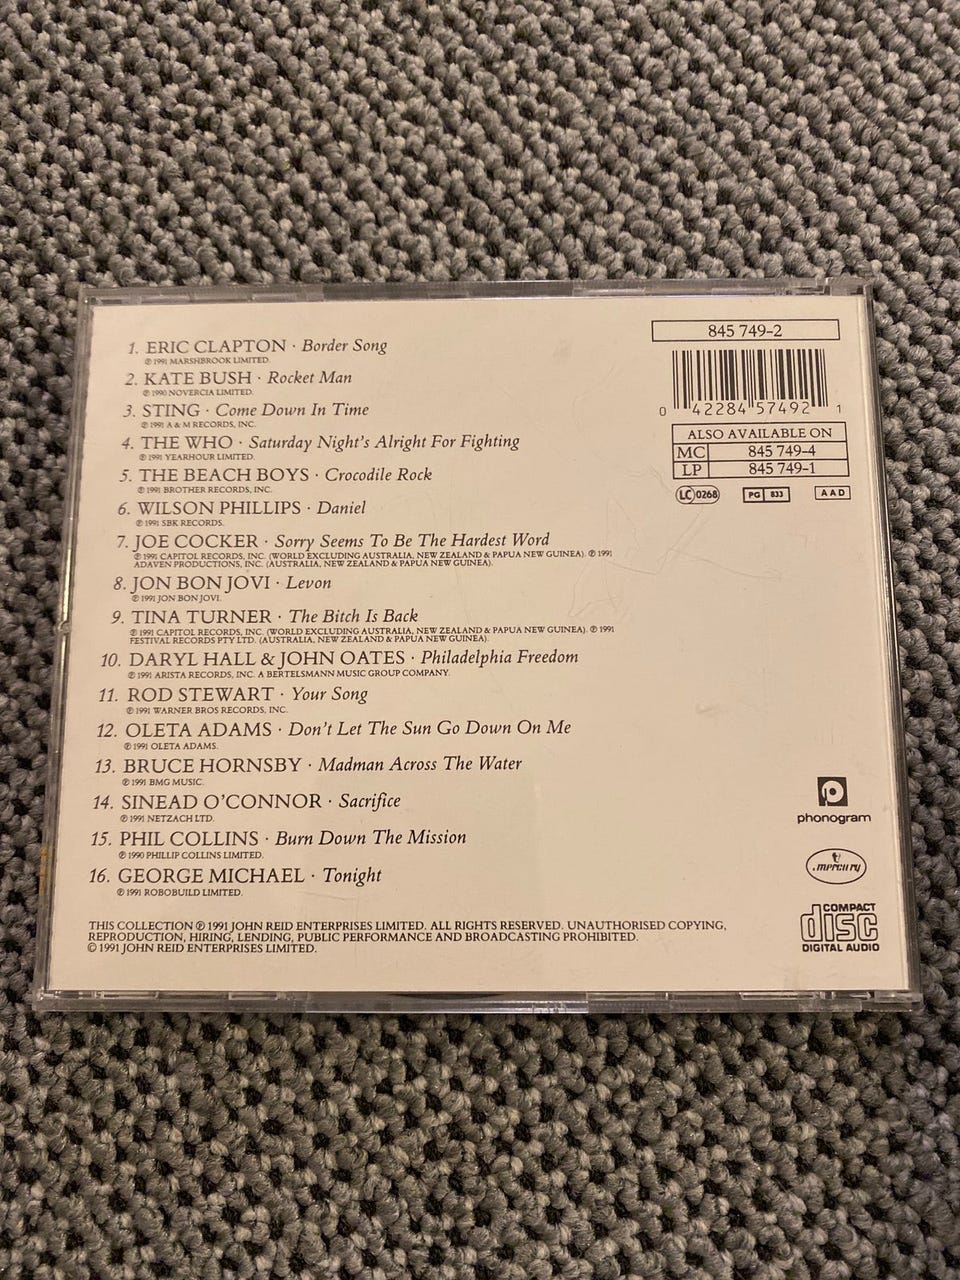 1. ERIC CLAPTON · Border Song
℗ 1991 MARSHBROOK LIMITED.
2. KATE BUSH · Rocket Man
℗ 1990 NOVERCIA LIMITED.
3. STING · Come Down In Time
℗ 1991 A & M RECORDS, INC.
4. THE WHO · Saturday Night's Alright For Fighting
℗ 1991 YEARHOUR LIMITED.
5. THE BEACH BOYS · Crocodile Rock
℗ 1991 BROTHER RECORDS, INC.
6. WILSON PHILLIPS · Daniel
℗ 1991 SBK RECORDS.
7. JOE COCKER · Sorry Seems To Be The Hardest Word
℗ 1991 CAPITOL RECORDS, INC. (WORLD EXCLUDING AUSTRALIA, NEW ZEALAND & PAPUA NEW GUINEA). ℗ 1991
ADAVEN PRODUCTIONS, INC. (AUSTRALIA, NEW ZEALAND & PAPUA NEW GUINEA).
8. JON BON JOVI · Levon
℗ 1991 JON BON JOVI.
9. TINA TURNER · The Bitch Is Back
℗ 1991 CAPITOL RECORDS, INC. (WORLD EXCLUDING AUSTRALIA, NEW ZEALAND & PAPUA NEW GUINEA). ℗ 1991
FESTIVAL RECORDS PTY LTD. (AUSTRALIA, NEW ZEALAND & PAPUA NEW GUINEA).
10. DARYL HALL & JOHN OATES · Philadelphia Freedom
℗ 1991 ARISTA RECORDS, INC. A BERTELSMANN MUSIC GROUP COMPANY.
11. ROD STEWART · Your Song
℗ 1991 WARNER BROS RECORDS, INC.
12. OLETA ADAMS · Don't Let The Sun Go Down On Me
℗ 1991 OLETA ADAMS.
13. BRUCE HORNSBY · Madman Across The Water
℗ 1991 BMG MUSIC.
14. SINEAD O'CONNOR · Sacrifice
℗ 1991 NETZACH LTD.
15. PHIL COLLINS · Burn Down The Mission
℗ 1990 PHILLIP COLLINS LIMITED.
16. GEORGE MICHAEL · Tonight
℗ 1991 ROBOBUILD LIMITED.
THIS COLLECTION ℗ 1991 JOHN REID ENTERPRISES LIMITED. ALL RIGHTS RESERVED. UNAUTHORISED COPYING,
REPRODUCTION, HIRING, LENDING, PUBLIC PERFORMANCE AND BROADCASTING PROHIBITED.
© 1991 JOHN REID ENTERPRISES LIMITED.
845 749-2
0 42284 57492 1
ALSO AVAILABLE ON
MC 845 749-4
LP 845 749-1
LC 0268 PG 833 AAD
phonogram
mercury
COMPACT
disc
DIGITAL AUDIO